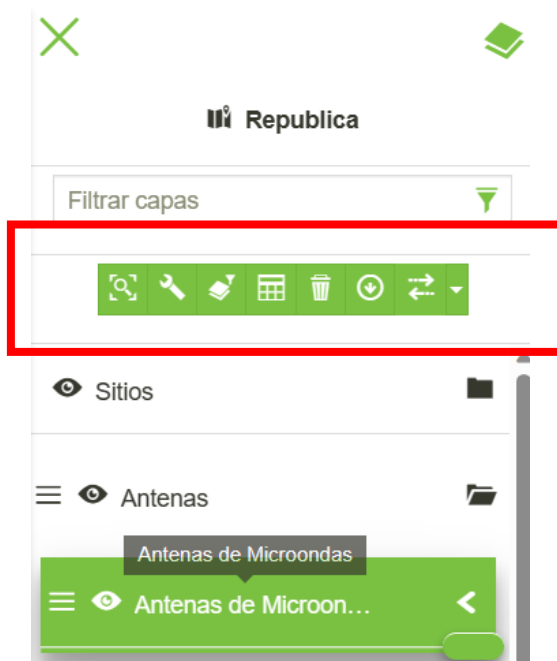 Republica
Filtrar capas
Sitios
Antenas
Antenas de Microondas
Antenas de Microon...